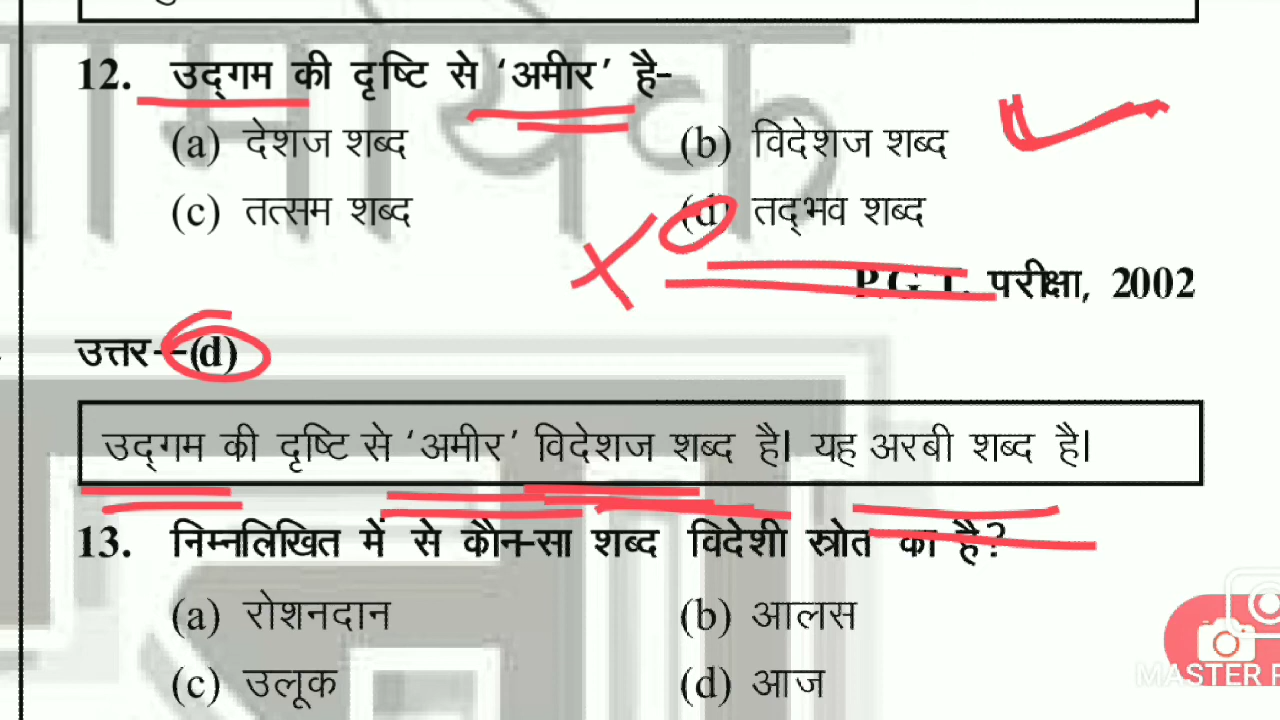 12. उद्गम की दृष्टि से 'अमीर' है-
(a) देशज शब्द (b) विदेशज शब्द
(c) तत्सम शब्द (d) तद्भव शब्द
P.G.T. परीक्षा, 2002
उत्तर—(d)
उद्गम की दृष्टि से 'अमीर' विदेशज शब्द है। यह अरबी शब्द है।
13. निम्नलिखित में से कौन-सा शब्द विदेशी स्रोत का है?
(a) रोशनदान (b) आलस
(c) उलूक (d) आज
MASTER